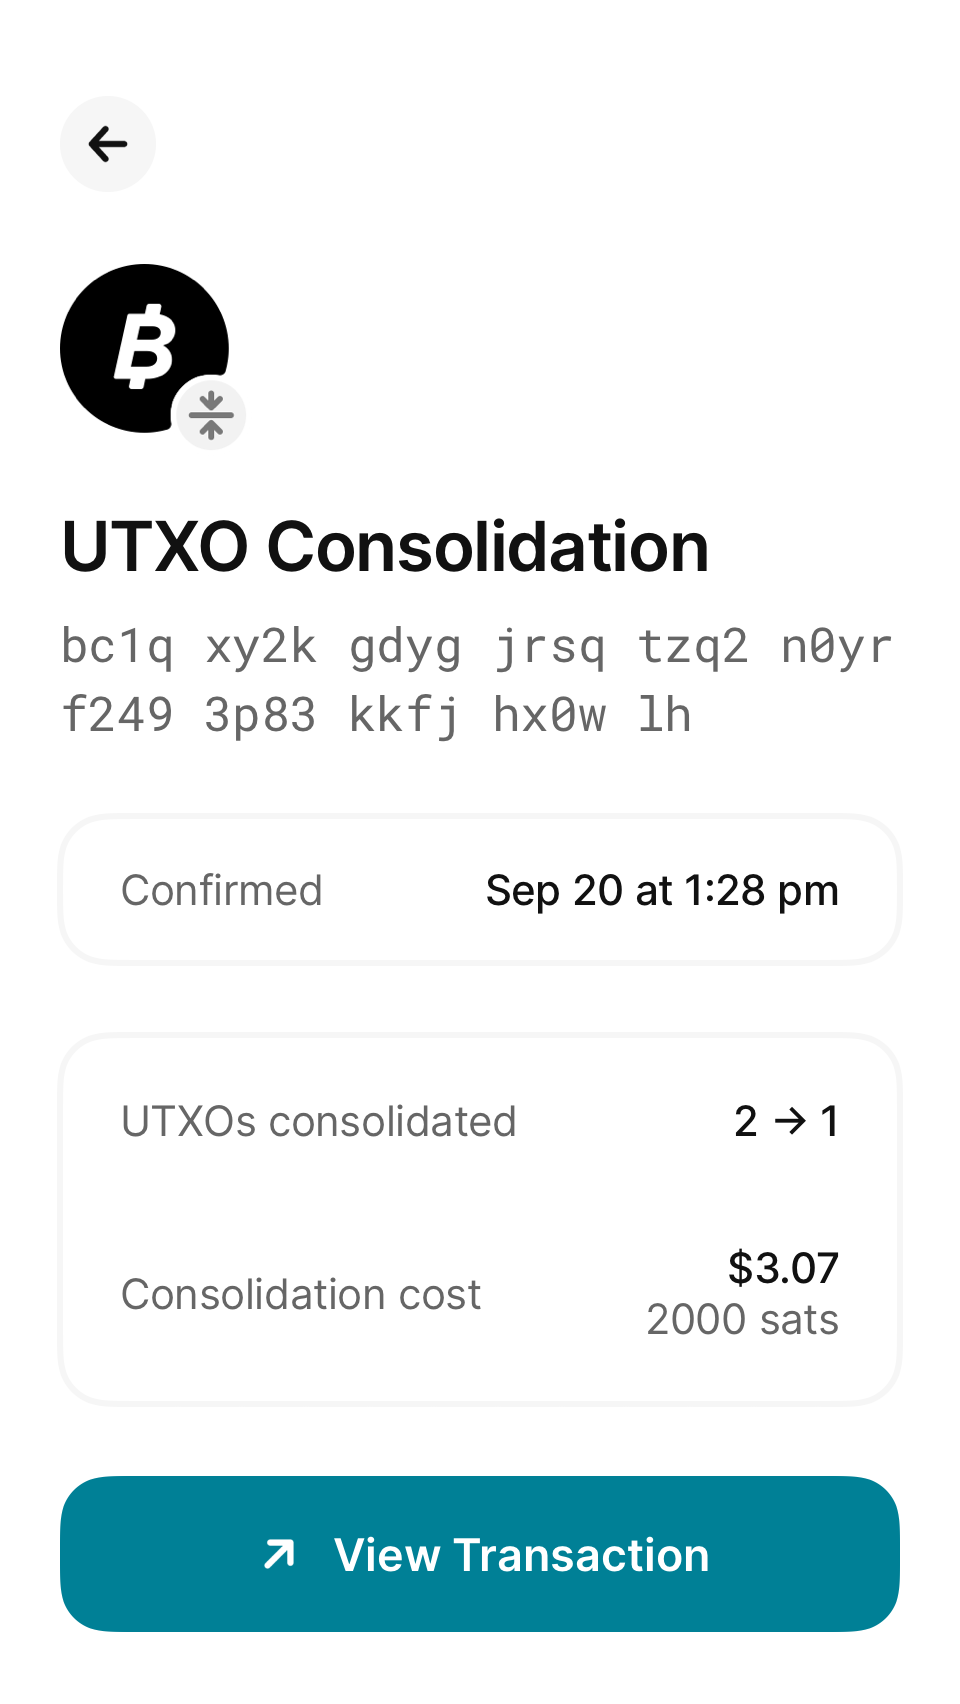 UTXO Consolidation
bc1q xy2k gdyg jrsq tzq2 n0yr
f249 3p83 kkfj hx0w lh
Confirmed Sep 20 at 1:28 pm
UTXOs consolidated 2 → 1
Consolidation cost $3.07
2000 sats
View Transaction